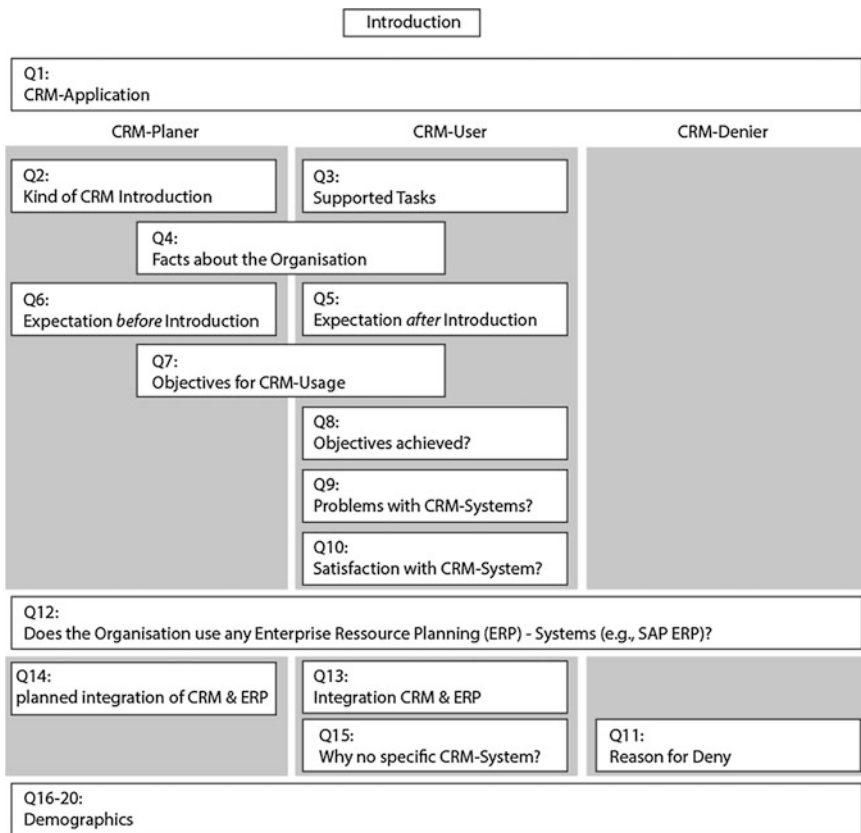 Introduction
Q1:
CRM-Application
CRM-Planer
CRM-User
CRM-Denier
Q2:
Kind of CRM Introduction
Q3:
Supported Tasks
Q4:
Facts about the Organisation
Q6:
Expectation before Introduction
Q5:
Expectation after Introduction
Q7:
Objectives for CRM-Usage
Q8:
Objectives achieved?
Q9:
Problems with CRM-Systems?
Q10:
Satisfaction with CRM-System?
Q12:
Does the Organisation use any Enterprise Ressource Planning (ERP) - Systems (e.g., SAP ERP)?
Q14:
planned integration of CRM & ERP
Q13:
Integration CRM & ERP
Q15:
Why no specific CRM-System?
Q11:
Reason for Deny
Q16-20:
Demographics